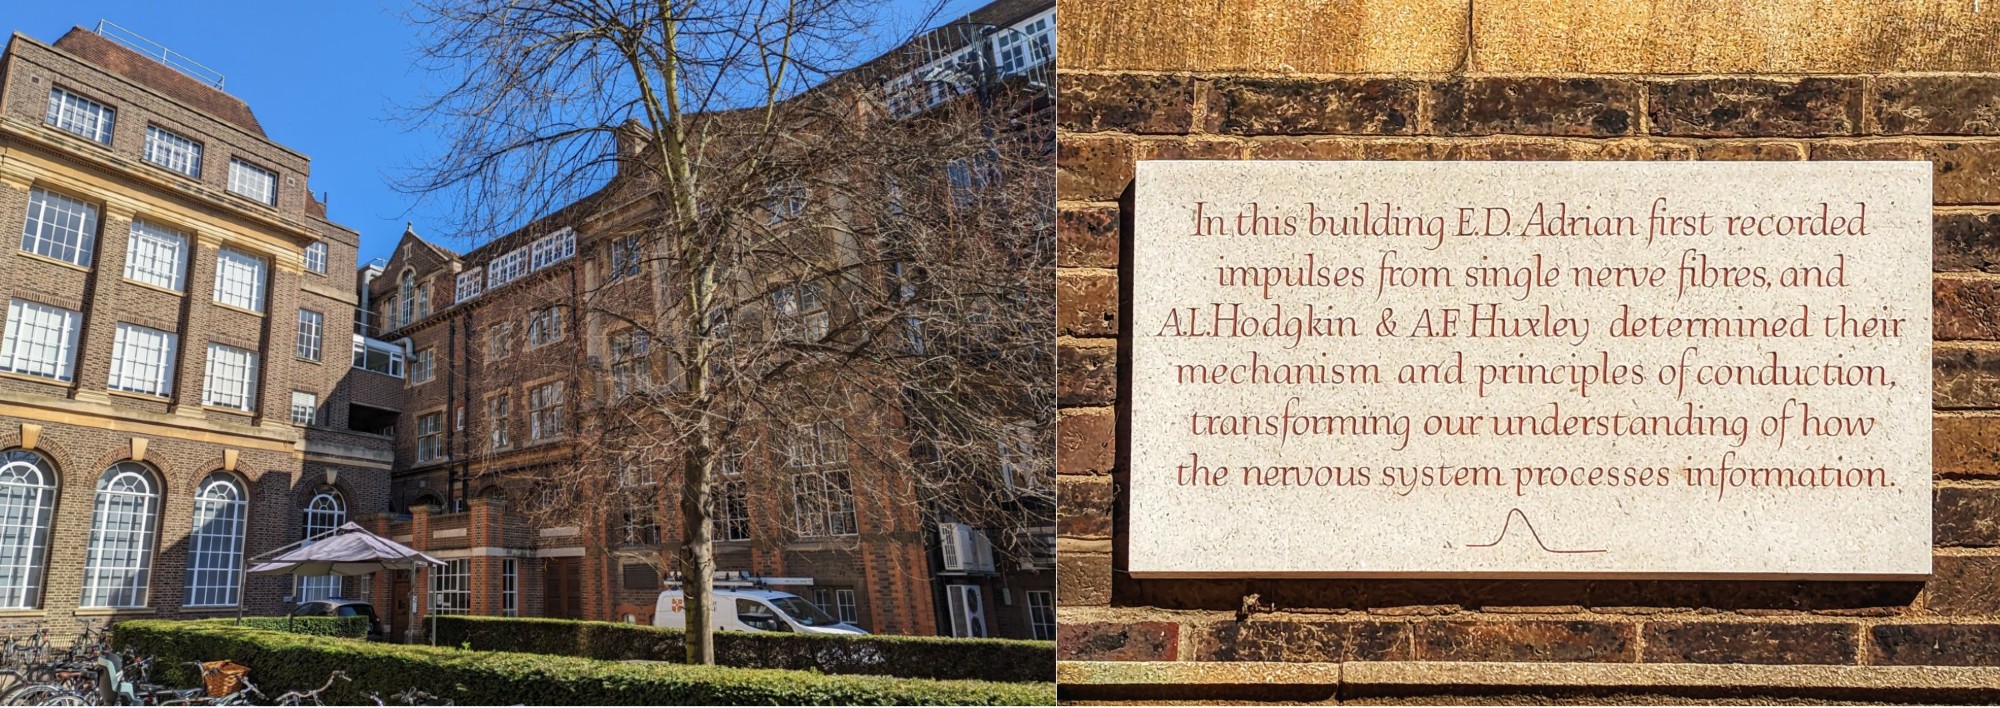 In this building E.D. Adrian first recorded
impulses from single nerve fibres, and
A.L.Hodgkin & A.F. Huxley determined their
mechanism and principles of conduction,
transforming our understanding of how
the nervous system processes information.